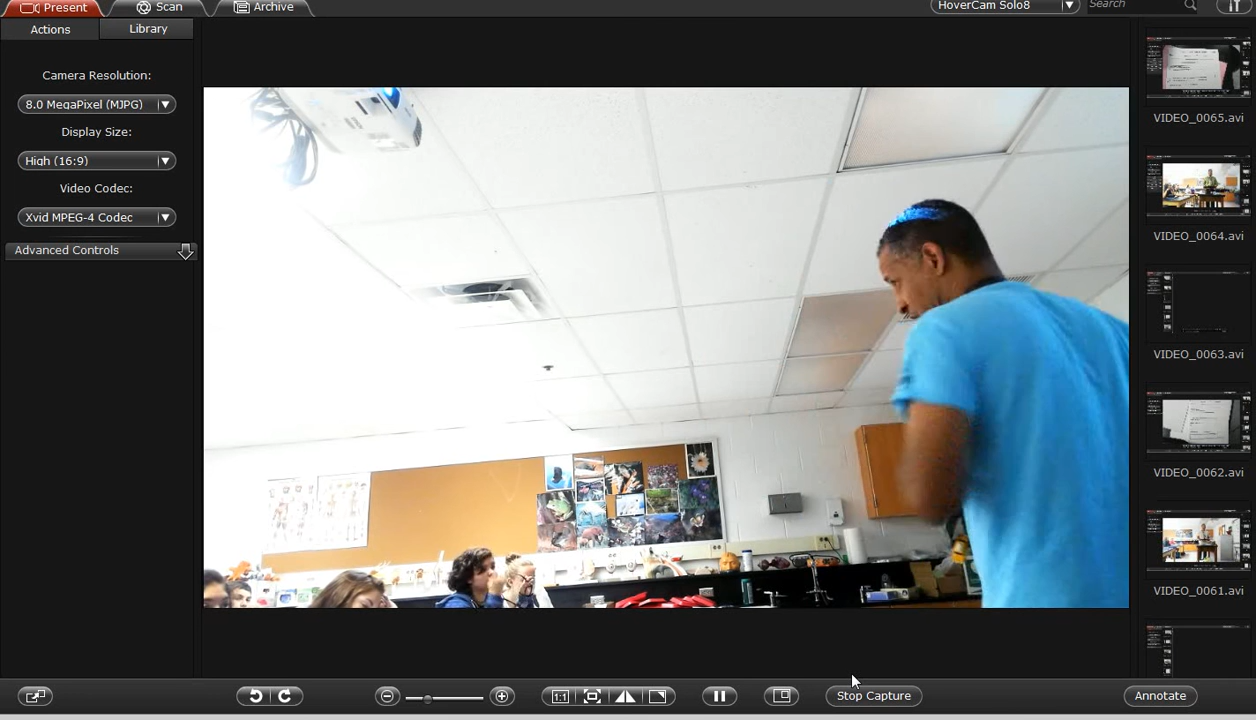 Present
Scan
Archive
HoverCam Solo8
Search
Actions
Library
Camera Resolution:
8.0 MegaPixel (MJPG)
Display Size:
High (16:9)
Video Codec:
Xvid MPEG-4 Codec
Advanced Controls
VIDEO_0065.avi
VIDEO_0064.avi
VIDEO_0063.avi
VIDEO_0062.avi
VIDEO_0061.avi
1:1
Stop Capture
Annotate